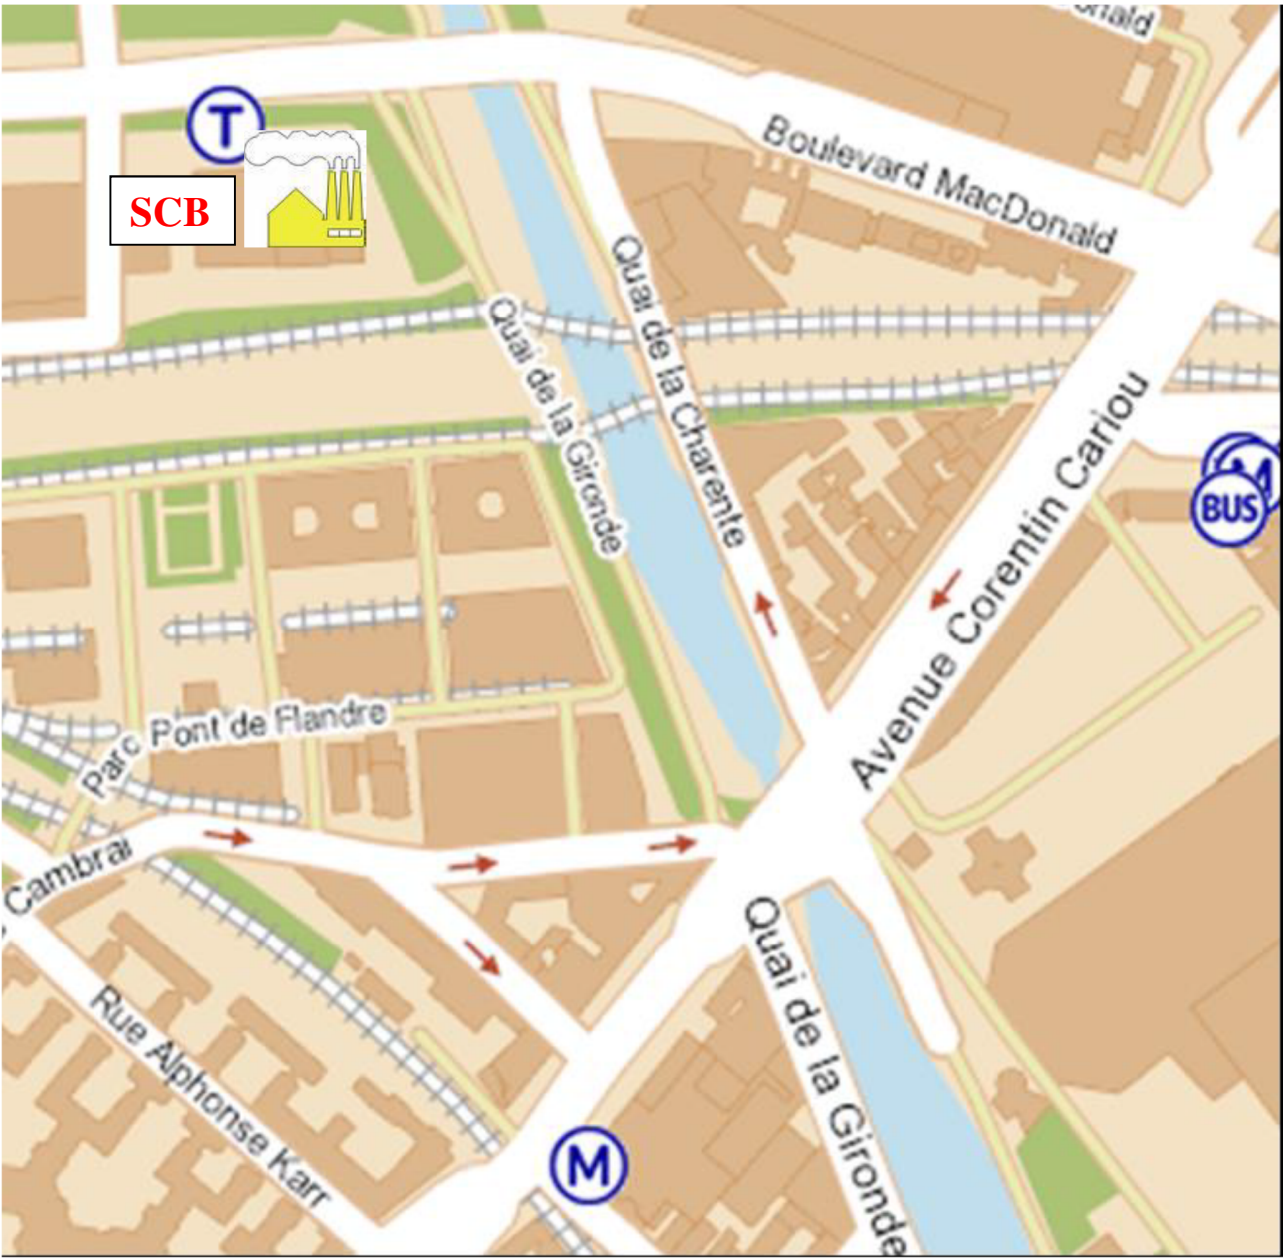 T
SCB
Boulevard MacDonald
Quai de la Charente
Quai de la Gironde
Avenue Corentin Cariou
M
BUS
Parc Pont de Flandre
Cambrai
Rue Alphonse Karr
Quai de la Gironde
M